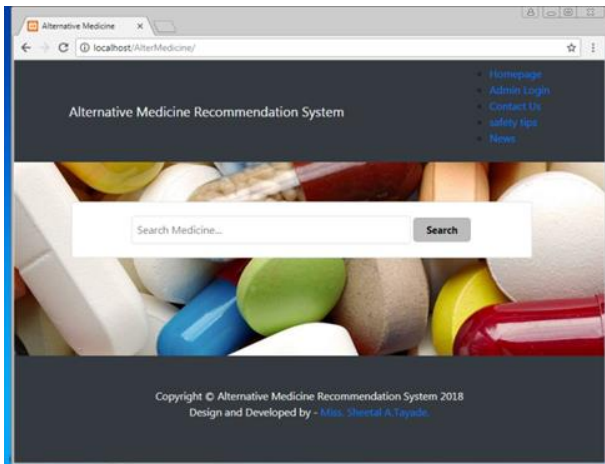 Alternative Medicine
localhost/AlterMedicine/
Alternative Medicine Recommendation System
Homepage
Admin Login
Contact Us
safety tips
News
Search Medicine...
Search
Copyright © Alternative Medicine Recommendation System 2018
Design and Developed by - Miss. Sheetal A.Tayade.